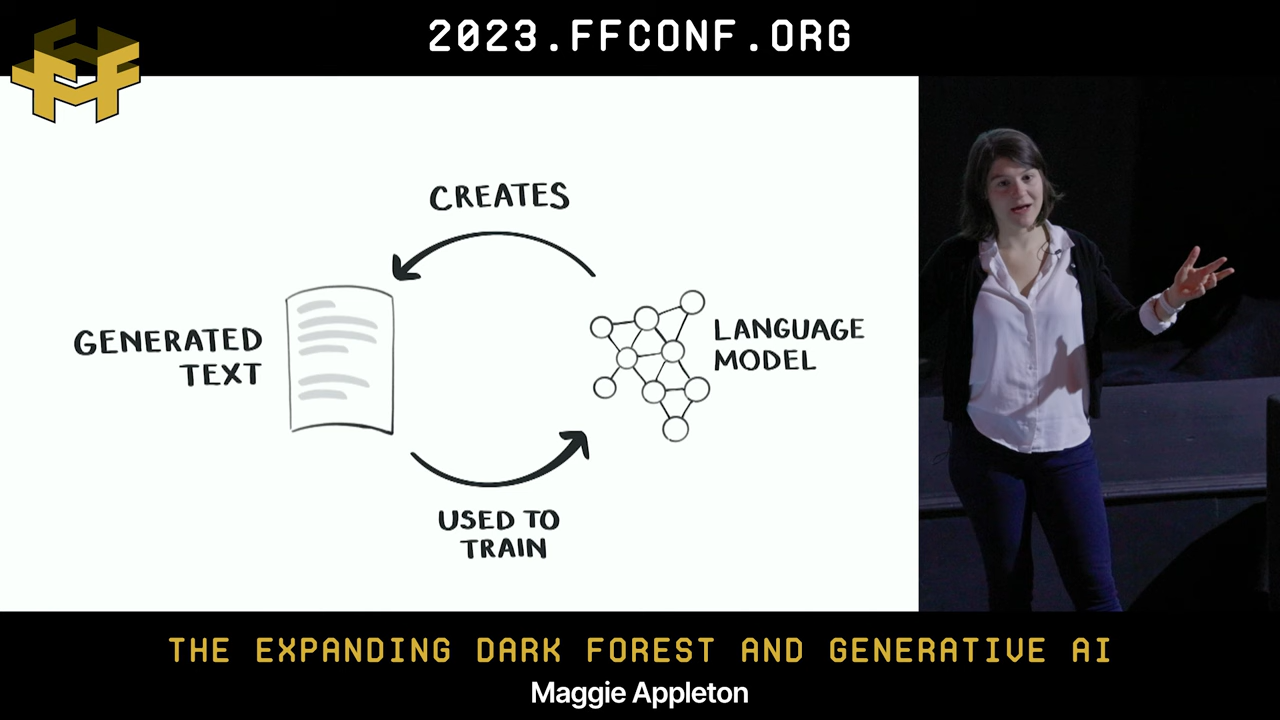 2023.FFCONF.ORG
FF
CREATES
GENERATED
TEXT
LANGUAGE
MODEL
USED TO
TRAIN
THE EXPANDING DARK FOREST AND GENERATIVE AI
Maggie Appleton